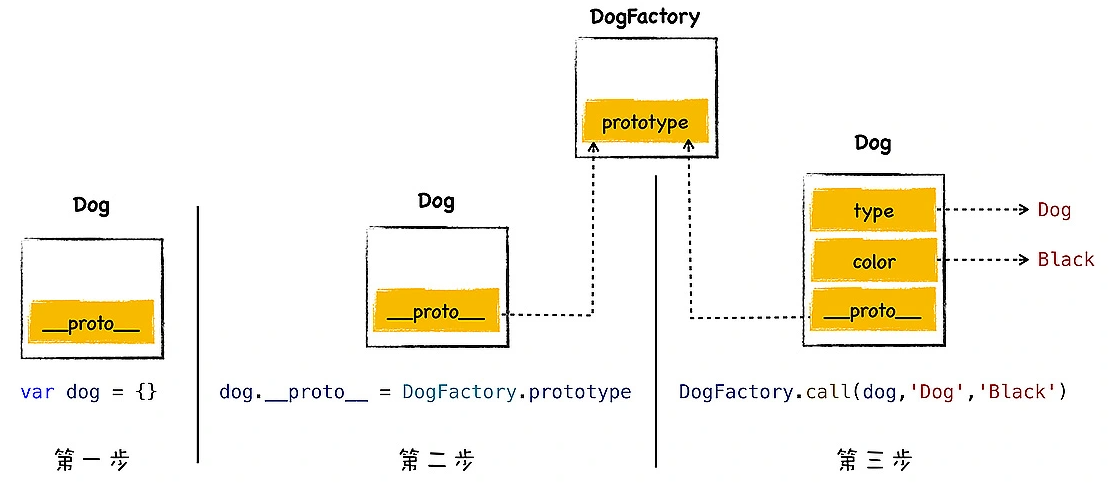 DogFactory
prototype
Dog
__proto__
var dog = {}
第一步
Dog
__proto__
dog.__proto__ = DogFactory.prototype
第二步
Dog
type
Dog
color
Black
__proto__
DogFactory.call(dog,'Dog','Black')
第三步